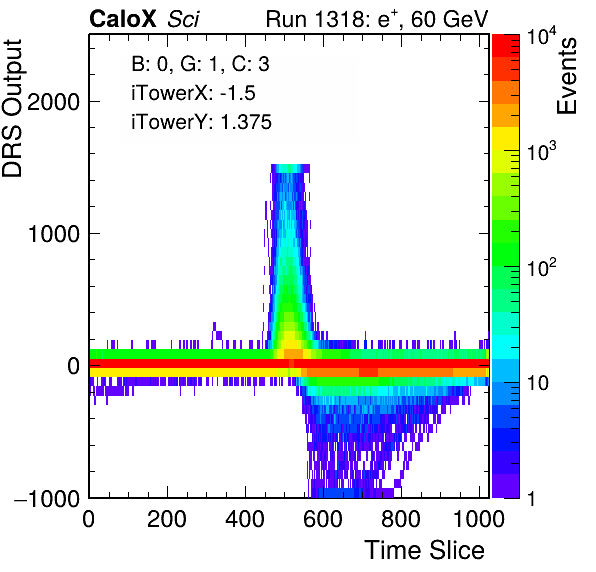 CaloX Sci Run 1318: e⁺, 60 GeV
B: 0, G: 1, C: 3
iTowerX: -1.5
iTowerY: 1.375
DRS Output
2000
1000
0
−1000
0 200 400 600 800 1000
Time Slice
Events
10⁴
10³
10²
10
1